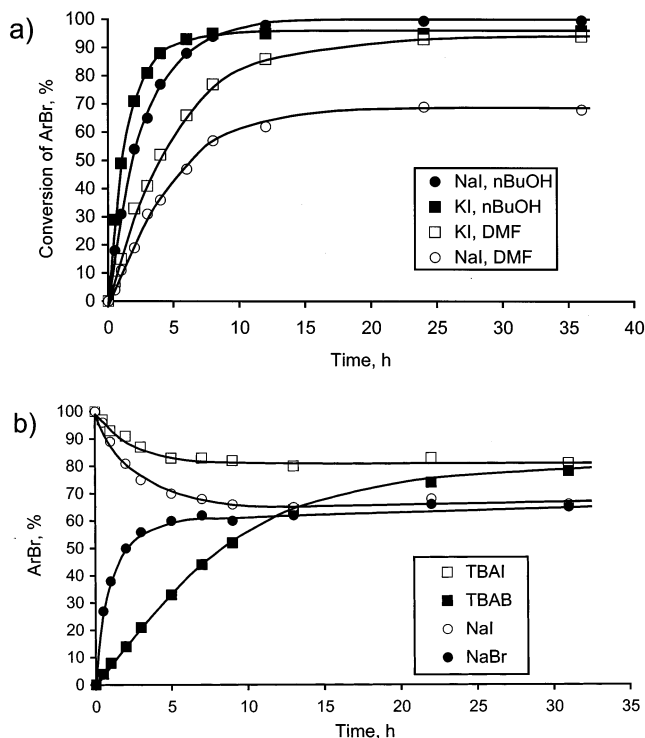 a)
Conversion of ArBr, %
100
90
80
70
60
50
40
30
20
10
0
NaI, nBuOH
KI, nBuOH
KI, DMF
NaI, DMF
0 5 10 15 20 25 30 35 40
Time, h
b)
ArBr, %
100
90
80
70
60
50
40
30
20
10
0
TBAI
TBAB
NaI
NaBr
0 5 10 15 20 25 30 35
Time, h